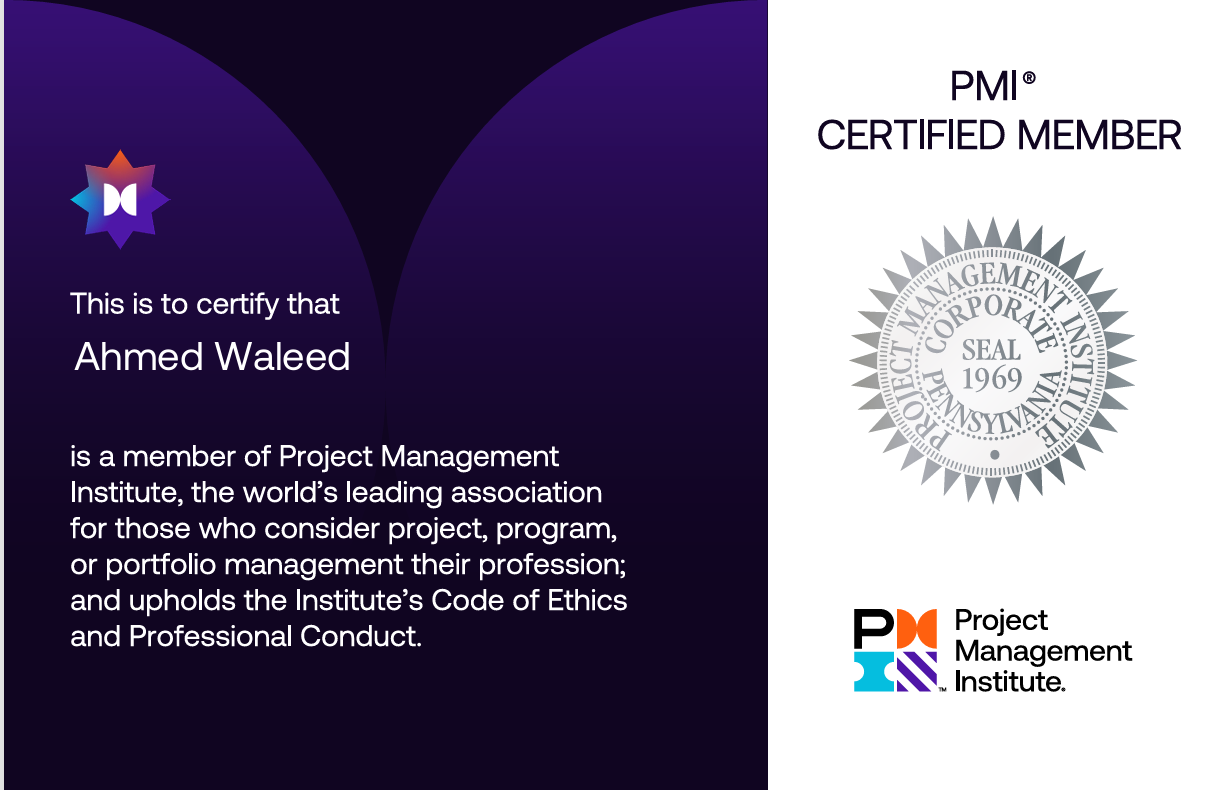 This is to certify that
Ahmed Waleed
is a member of Project Management
Institute, the world's leading association
for those who consider project, program,
or portfolio management their profession;
and upholds the Institute's Code of Ethics
and Professional Conduct.
PMI®
CERTIFIED MEMBER
PROJECT MANAGEMENT INSTITUTE
CORPORATE
SEAL
1969
PENNSYLVANIA
P
™
Project
Management
Institute.